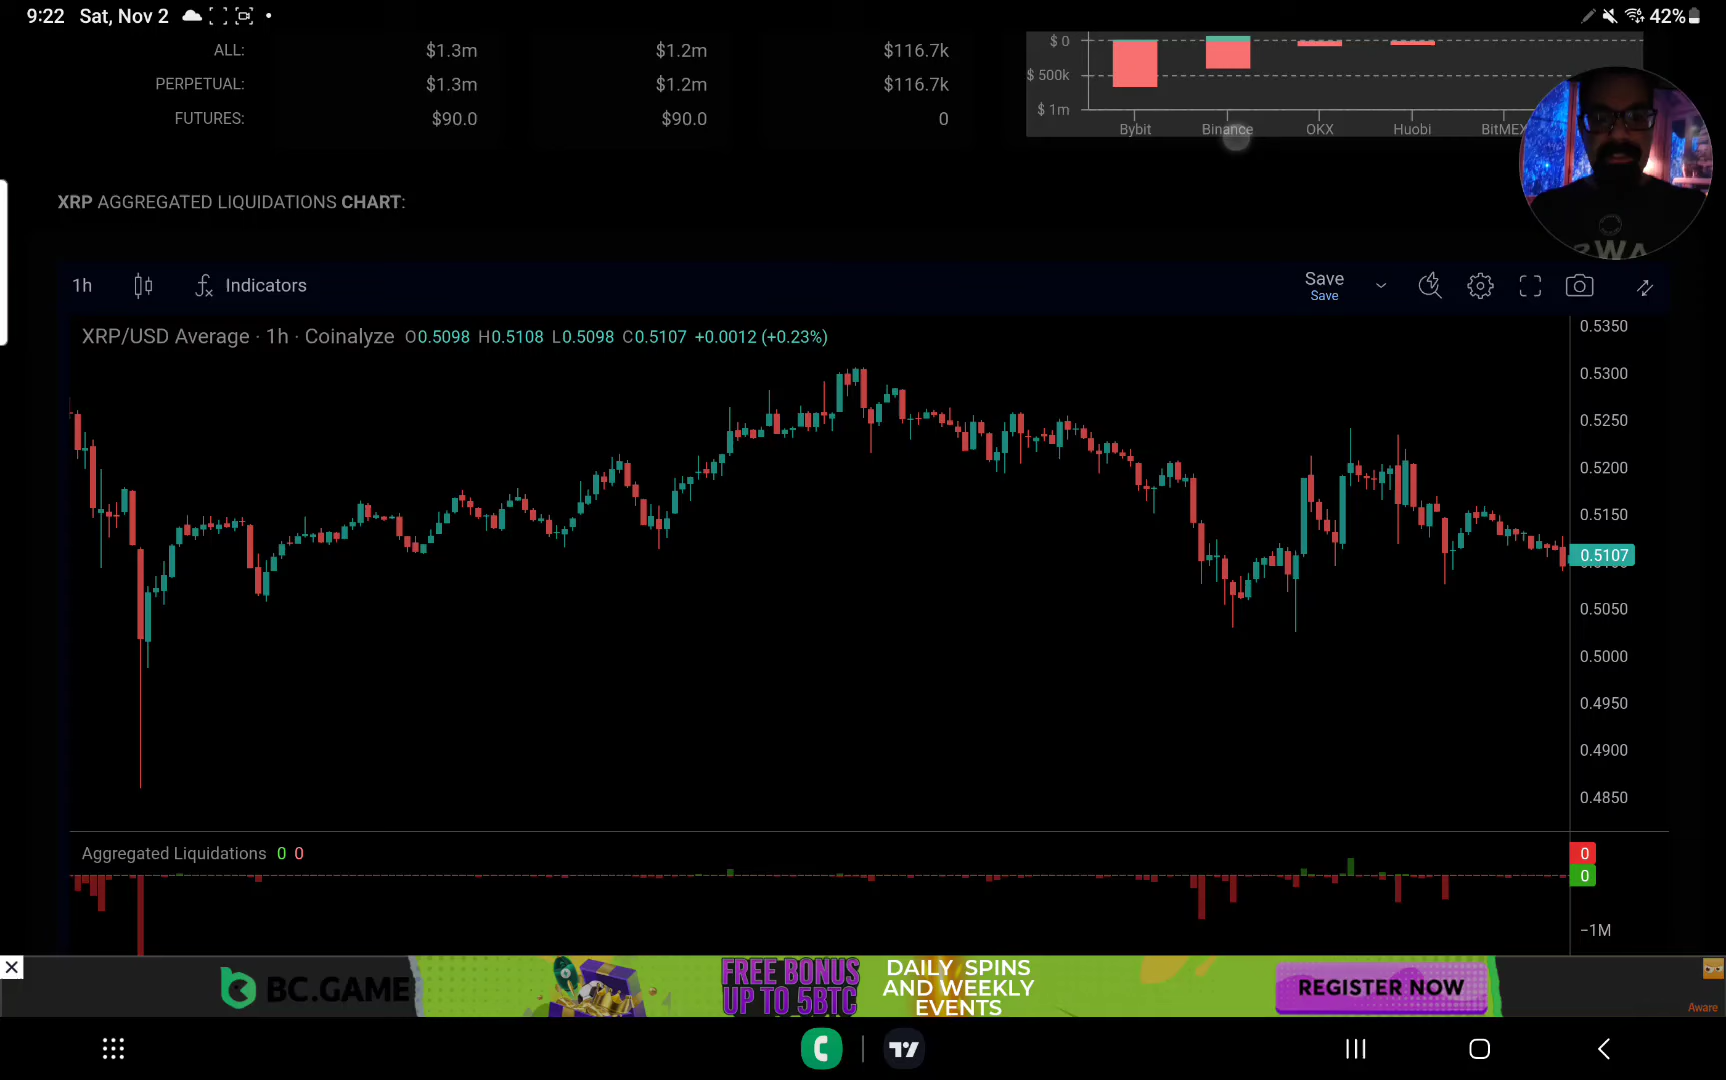 9:22 Sat, Nov 2 42%
ALL: $1.3m $1.2m $116.7k
PERPETUAL: $1.3m $1.2m $116.7k
FUTURES: $90.0 $90.0 0
$ 0
$ 500k
$ 1m
Bybit Binance OKX Huobi BitMEX
XRP AGGREGATED LIQUIDATIONS CHART:
1h Indicators Save
Save
XRP/USD Average · 1h · Coinalyze O0.5098 H0.5108 L0.5098 C0.5107 +0.0012 (+0.23%)
0.5350
0.5300
0.5250
0.5200
0.5150
0.5107
0.5050
0.5000
0.4950
0.4900
0.4850
Aggregated Liquidations 0 0
0
0
−1M
BC.GAME
FREE BONUS
UP TO 5BTC
DAILY SPINS
AND WEEKLY
EVENTS
REGISTER NOW
Aware